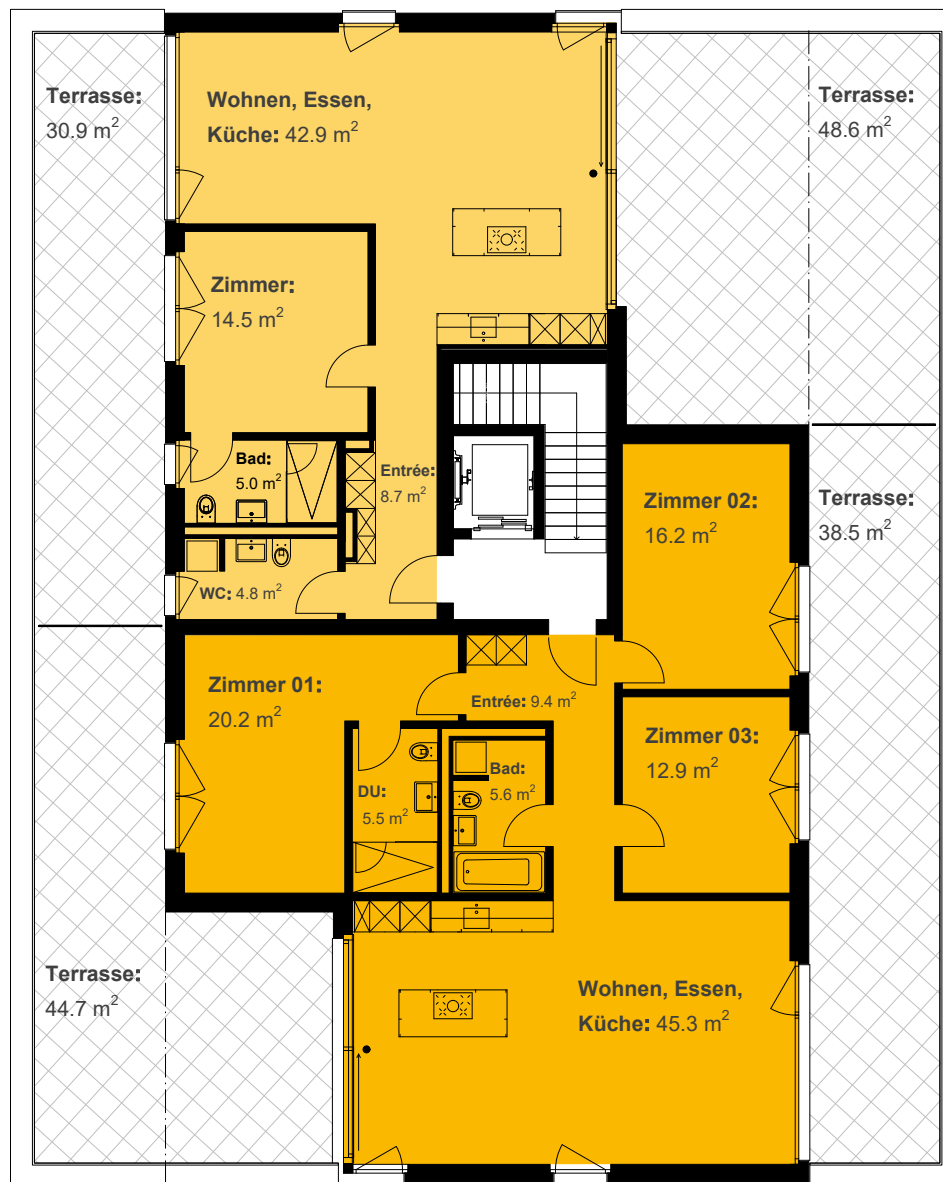 Terrasse:
30.9 m²
Wohnen, Essen,
Küche: 42.9 m²
Terrasse:
48.6 m²
Zimmer:
14.5 m²
Bad:
5.0 m²
Entrée:
8.7 m²
WC: 4.8 m²
Zimmer 02:
16.2 m²
Terrasse:
38.5 m²
Zimmer 01:
20.2 m²
Entrée: 9.4 m²
Zimmer 03:
12.9 m²
DU:
5.5 m²
Bad:
5.6 m²
Terrasse:
44.7 m²
Wohnen, Essen,
Küche: 45.3 m²